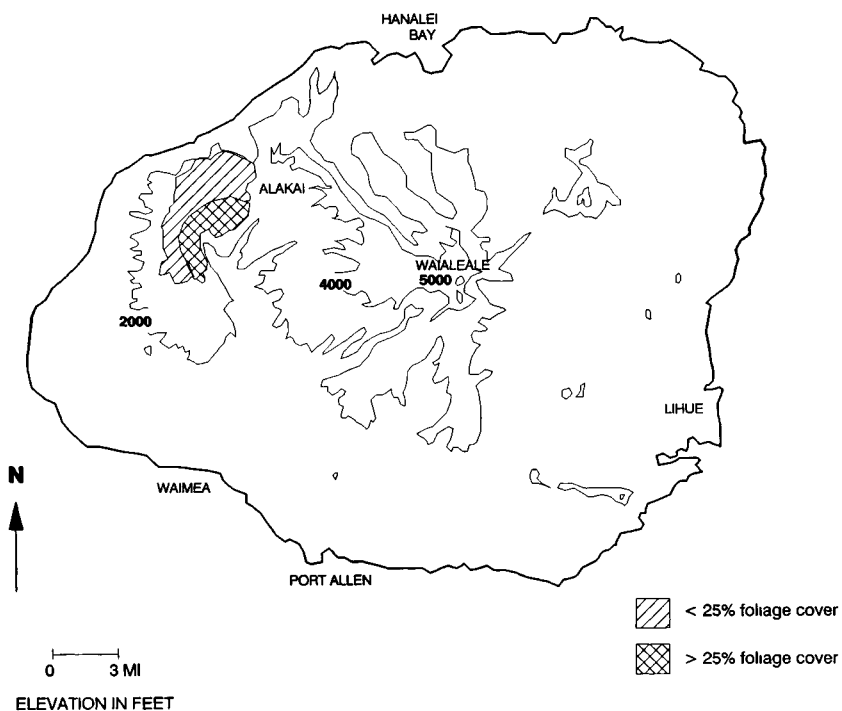 HANALEI
BAY
ALAKAI
WAIALEALE
4000
5000
2000
LIHUE
N
WAIMEA
PORT ALLEN
< 25% foliage cover
0 3 MI
> 25% foliage cover
ELEVATION IN FEET